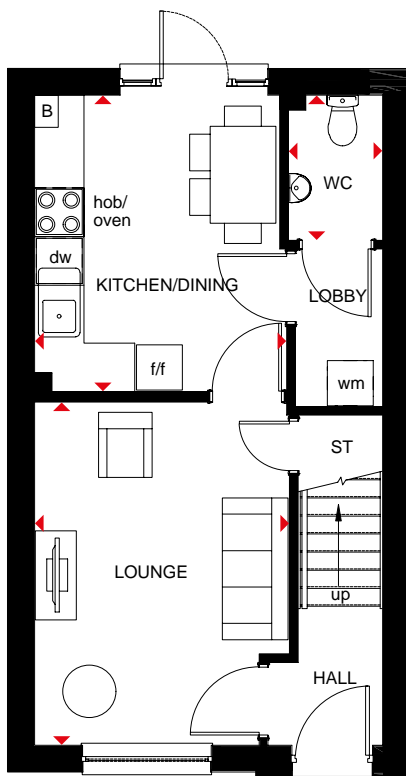 B
WC
hob/
oven
dw
KITCHEN/DINING
LOBBY
f/f
wm
ST
LOUNGE
up
HALL